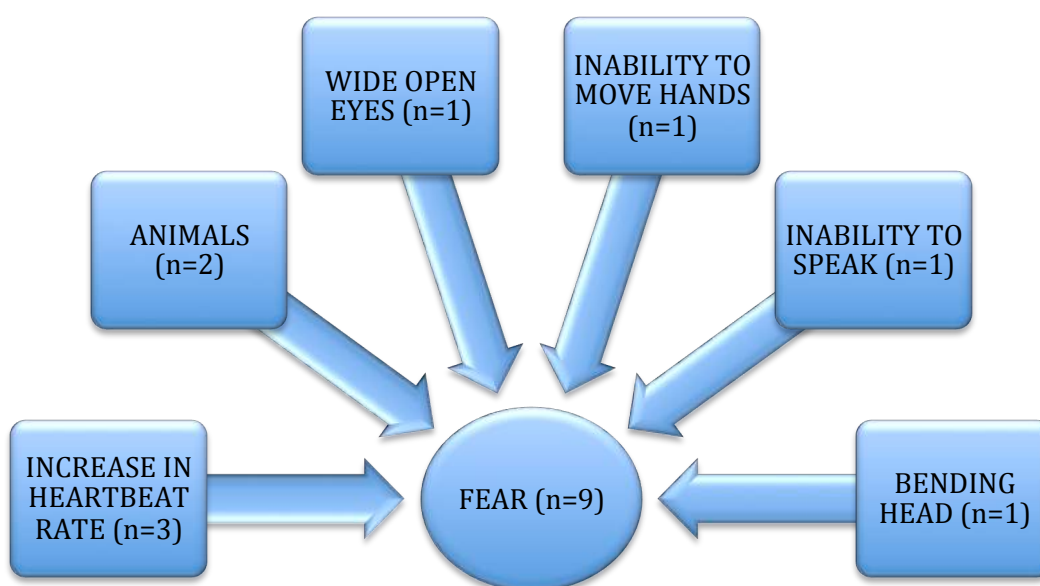 WIDE OPEN
EYES (n=1)
INABILITY TO
MOVE HANDS
(n=1)
ANIMALS
(n=2)
INABILITY TO
SPEAK (n=1)
INCREASE IN
HEARTBEAT
RATE (n=3)
FEAR (n=9)
BENDING
HEAD (n=1)